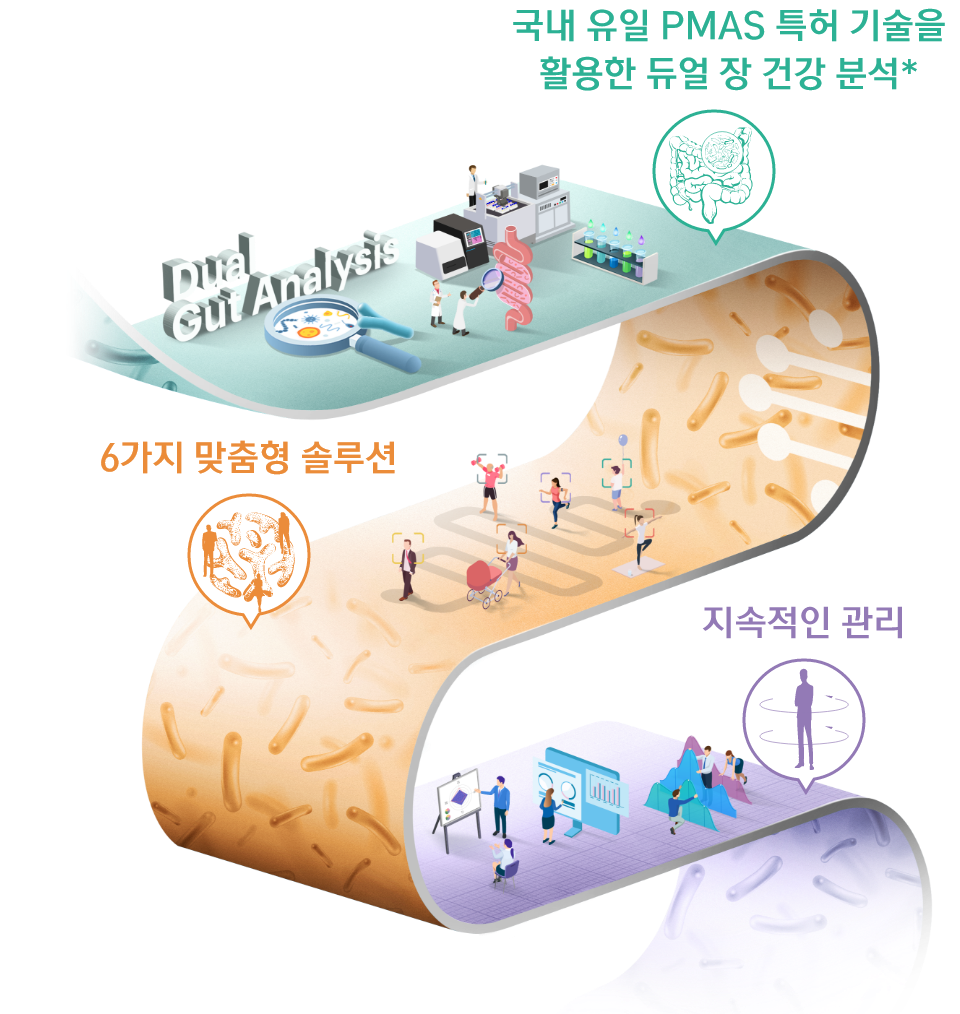 국내 유일 PMAS 특허 기술을
활용한 듀얼 장 건강 분석*
Dual
Gut Analysis
6가지 맞춤형 솔루션
지속적인 관리